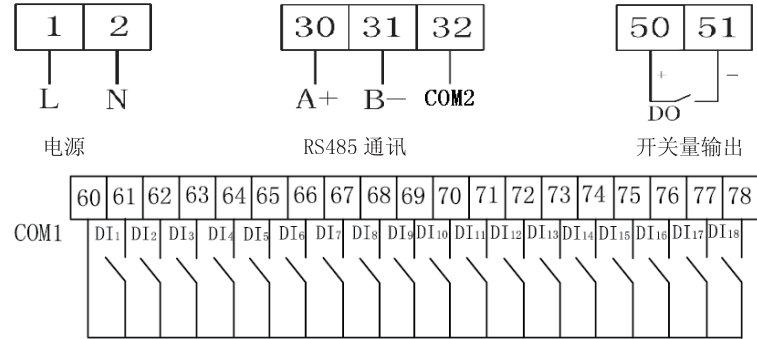 1 2 30 31 32 50 51
+ −
L N A+ B− COM2 DO
电源 RS485 通讯 开关量输出
60 61 62 63 64 65 66 67 68 69 70 71 72 73 74 75 76 77 78
COM1 DI1 DI2 DI3 DI4 DI5 DI6 DI7 DI8 DI9 DI10 DI11 DI12 DI13 DI14 DI15 DI16 DI17 DI18